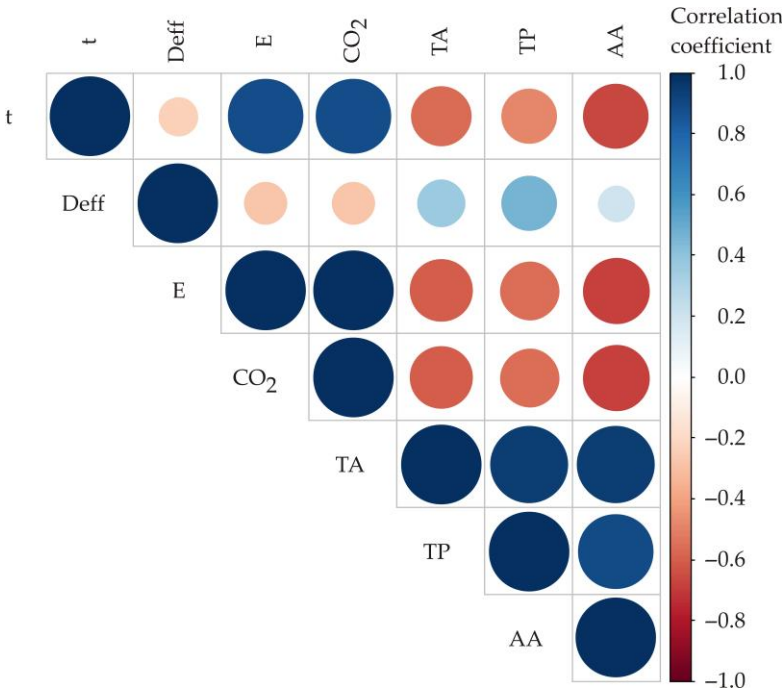 Correlation
coefficient
t Deff E CO₂ TA TP AA
1.0
t
0.8
Deff
0.6
0.4
E
0.2
0.0
CO₂
–0.2
TA
–0.4
TP
–0.6
AA
–0.8
–1.0